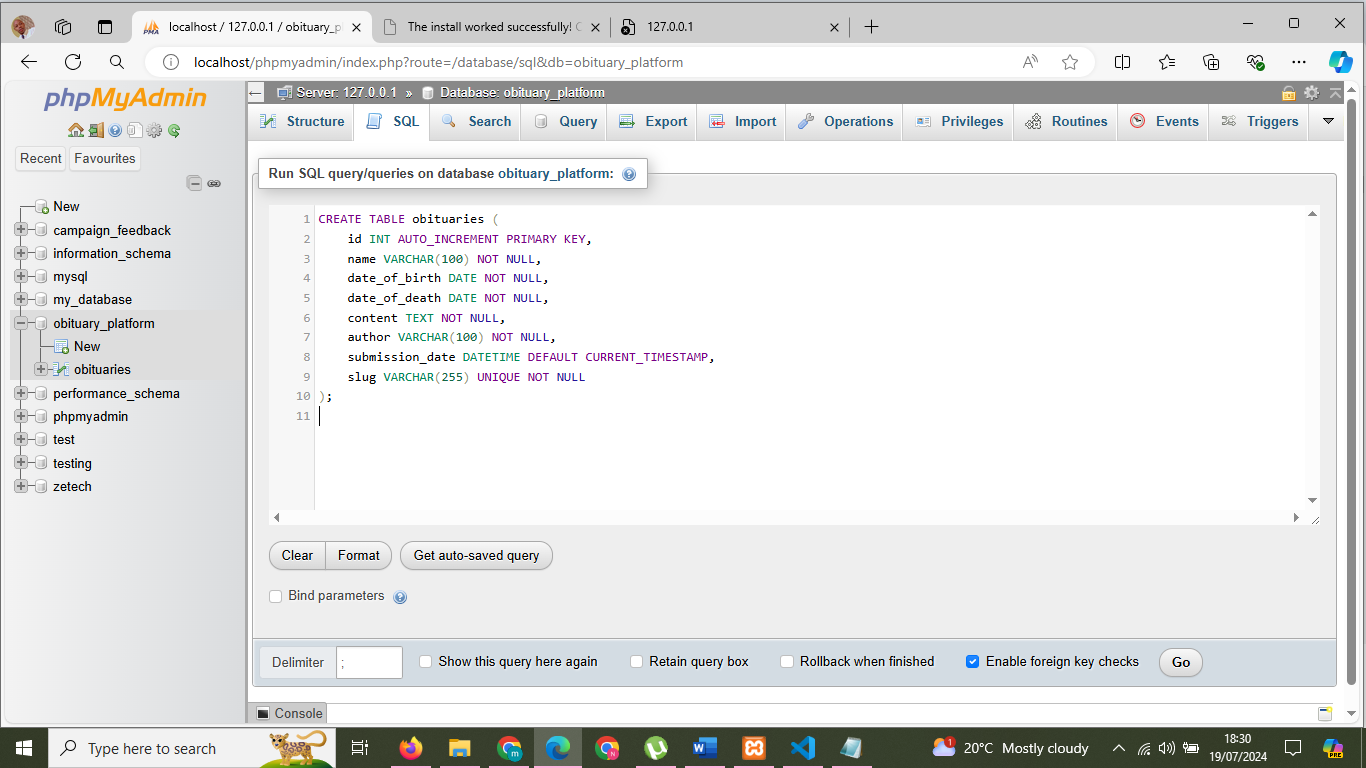 localhost / 127.0.0.1 / obituary_p
The install worked successfully! C
127.0.0.1
localhost/phpmyadmin/index.php?route=/database/sql&db=obituary_platform
phpMyAdmin
Recent
Favourites
New
campaign_feedback
information_schema
mysql
my_database
obituary_platform
New
obituaries
performance_schema
phpmyadmin
test
testing
zetech
Server: 127.0.0.1 » Database: obituary_platform
Structure
SQL
Search
Query
Export
Import
Operations
Privileges
Routines
Events
Triggers
Run SQL query/queries on database obituary_platform:
1 CREATE TABLE obituaries (
2 id INT AUTO_INCREMENT PRIMARY KEY,
3 name VARCHAR(100) NOT NULL,
4 date_of_birth DATE NOT NULL,
5 date_of_death DATE NOT NULL,
6 content TEXT NOT NULL,
7 author VARCHAR(100) NOT NULL,
8 submission_date DATETIME DEFAULT CURRENT_TIMESTAMP,
9 slug VARCHAR(255) UNIQUE NOT NULL
10 );
11
Clear
Format
Get auto-saved query
Bind parameters
Delimiter
;
Show this query here again
Retain query box
Rollback when finished
Enable foreign key checks
Go
Console
Type here to search
20°C Mostly cloudy
18:30
19/07/2024